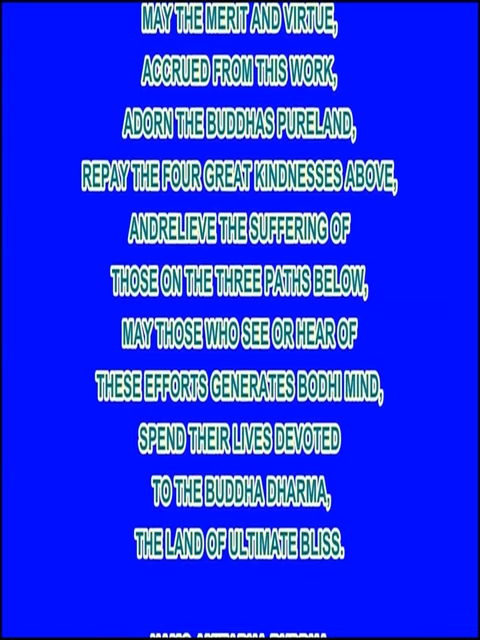 MAY THE MERIT AND VIRTUE,
ACCRUED FROM THIS WORK,
ADORN THE BUDDHAS PURELAND,
REPAY THE FOUR GREAT KINDNESSES ABOVE,
ANDRELIEVE THE SUFFERING OF
THOSE ON THE THREE PATHS BELOW,
MAY THOSE WHO SEE OR HEAR OF
THESE EFFORTS GENERATES BODHI MIND,
SPEND THEIR LIVES DEVOTED
TO THE BUDDHA DHARMA,
THE LAND OF ULTIMATE BLISS.